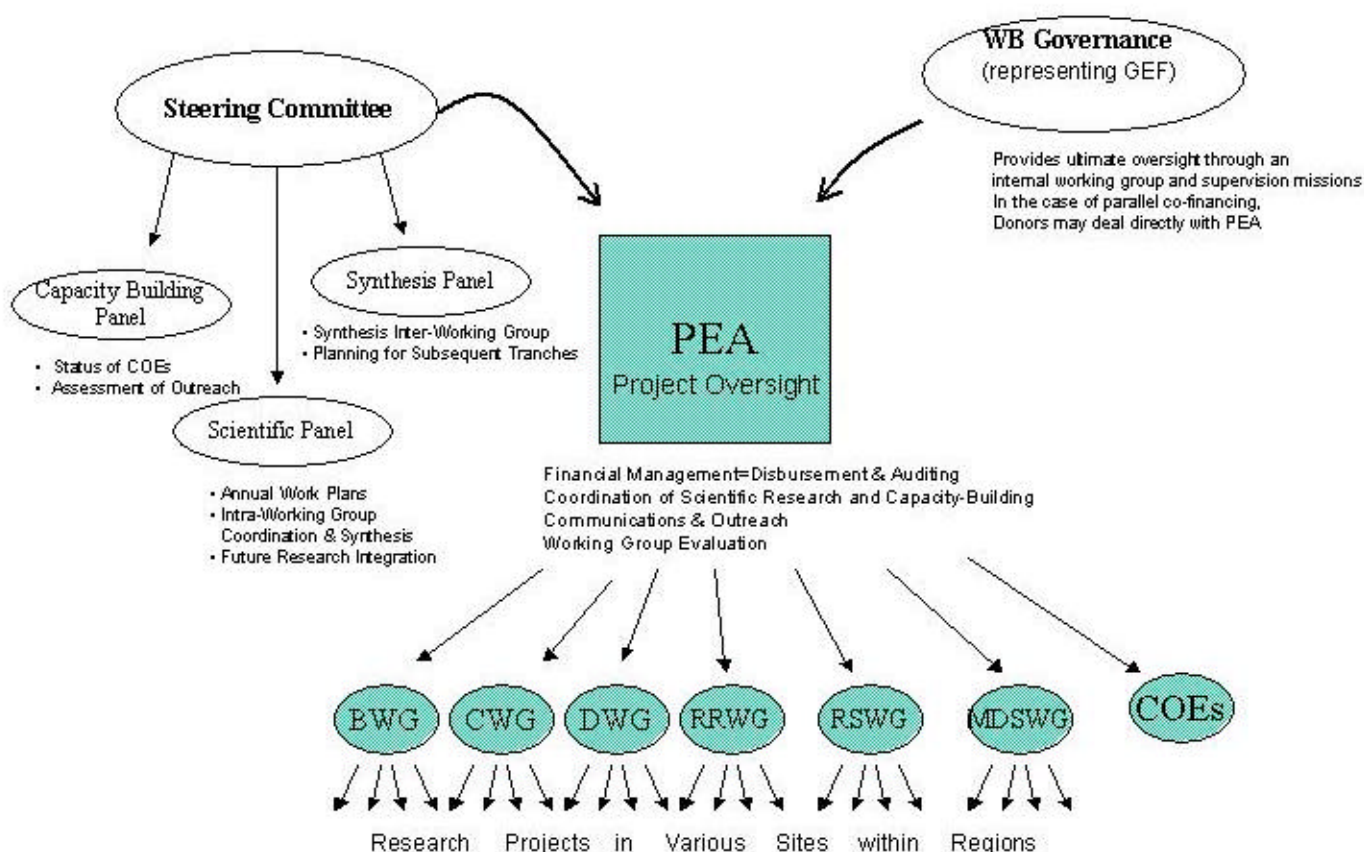 WB Governance
(representing GEF)
Steering Committee
Provides ultimate oversight through an
internal working group and supervision missions
In the case of parallel co-financing,
Donors may deal directly with PEA
Capacity Building
Panel
• Status of COEs
• Assessment of Outreach
Synthesis Panel
• Synthesis Inter-Working Group
• Planning for Subsequent Tranches
Scientific Panel
• Annual Work Plans
• Intra-Working Group
Coordination & Synthesis
• Future Research Integration
PEA
Project Oversight
Financial Management=Disbursement & Auditing
Coordination of Scientific Research and Capacity-Building
Communications & Outreach
Working Group Evaluation
BWG
CWG
DWG
RRWG
RSWG
MDSWG
COEs
Research Projects in Various Sites within Regions